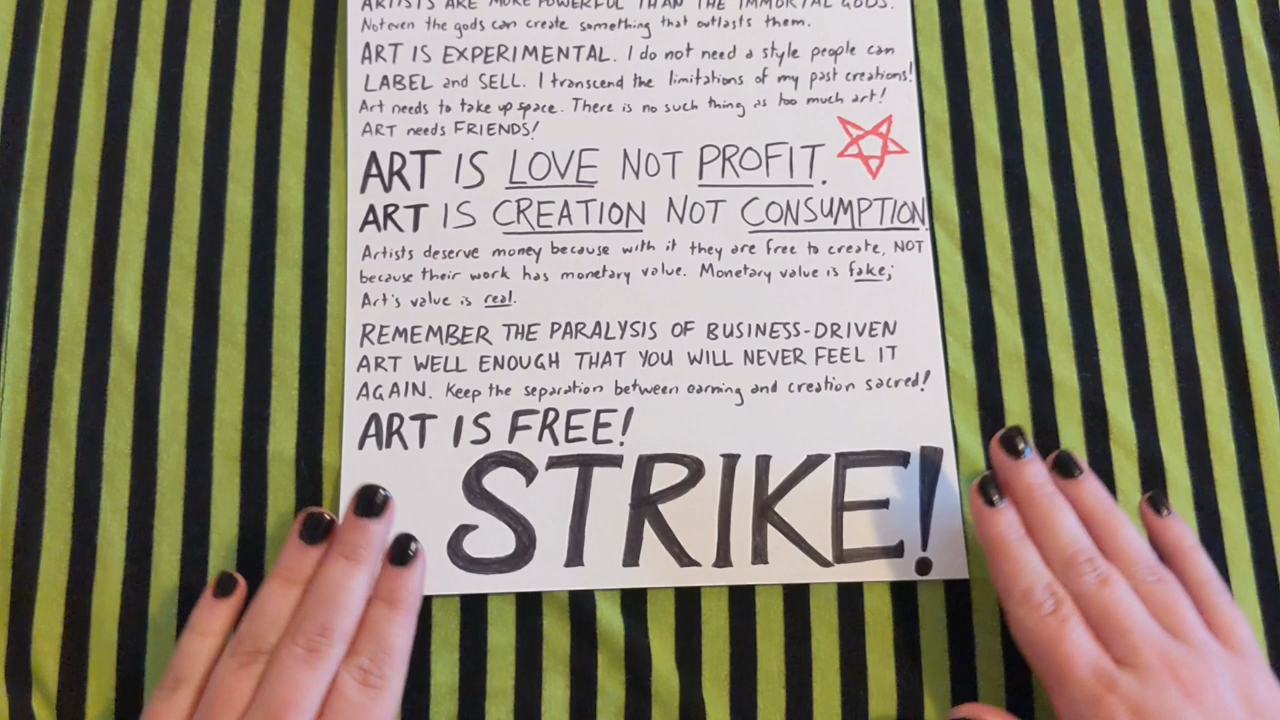 ARTISTS ARE MORE POWERFUL THAN THE IMMORTAL GODS.
Not even the gods can create something that outlasts them.
ART IS EXPERIMENTAL. I do not need a style people can
LABEL and SELL. I transcend the limitations of my past creations!
Art needs to take up space. There is no such thing as too much art!
ART needs FRIENDS!
ART IS LOVE NOT PROFIT.
ART IS CREATION NOT CONSUMPTION.
Artists deserve money because with it they are free to create, NOT
because their work has monetary value. Monetary value is fake;
Art's value is real.
REMEMBER THE PARALYSIS OF BUSINESS-DRIVEN
ART WELL ENOUGH THAT YOU WILL NEVER FEEL IT
AGAIN. Keep the separation between earning and creation sacred!
ART IS FREE!
STRIKE!